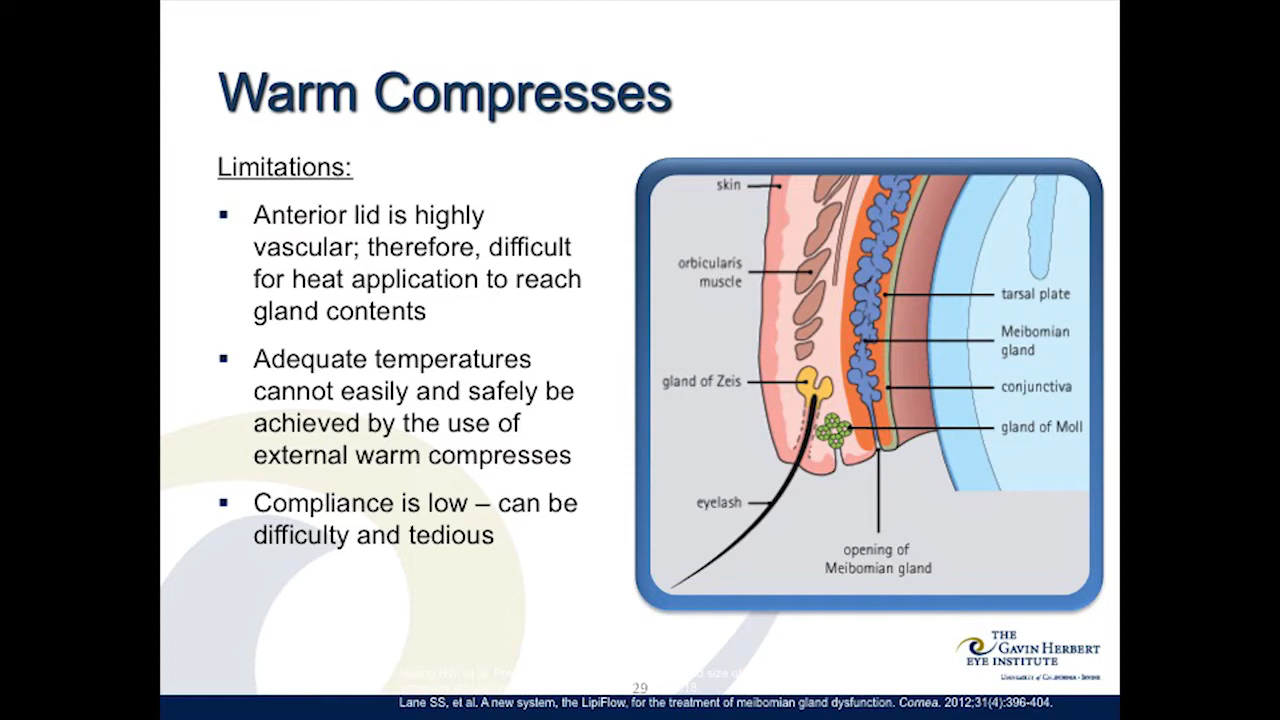 Warm Compresses
Limitations:
▪ Anterior lid is highly
vascular; therefore, difficult
for heat application to reach
gland contents
▪ Adequate temperatures
cannot easily and safely be
achieved by the use of
external warm compresses
▪ Compliance is low – can be
difficulty and tedious
skin
orbicularis
muscle
gland of Zeis
eyelash
tarsal plate
Meibomian
gland
conjunctiva
gland of Moll
opening of
Meibomian gland
THE
GAVIN HERBERT
EYE INSTITUTE
UNIVERSITY of CALIFORNIA · IRVINE
size of
29
Lane SS, et al. A new system, the LipiFlow, for the treatment of meibomian gland dysfunction. Cornea. 2012;31(4):396-404.